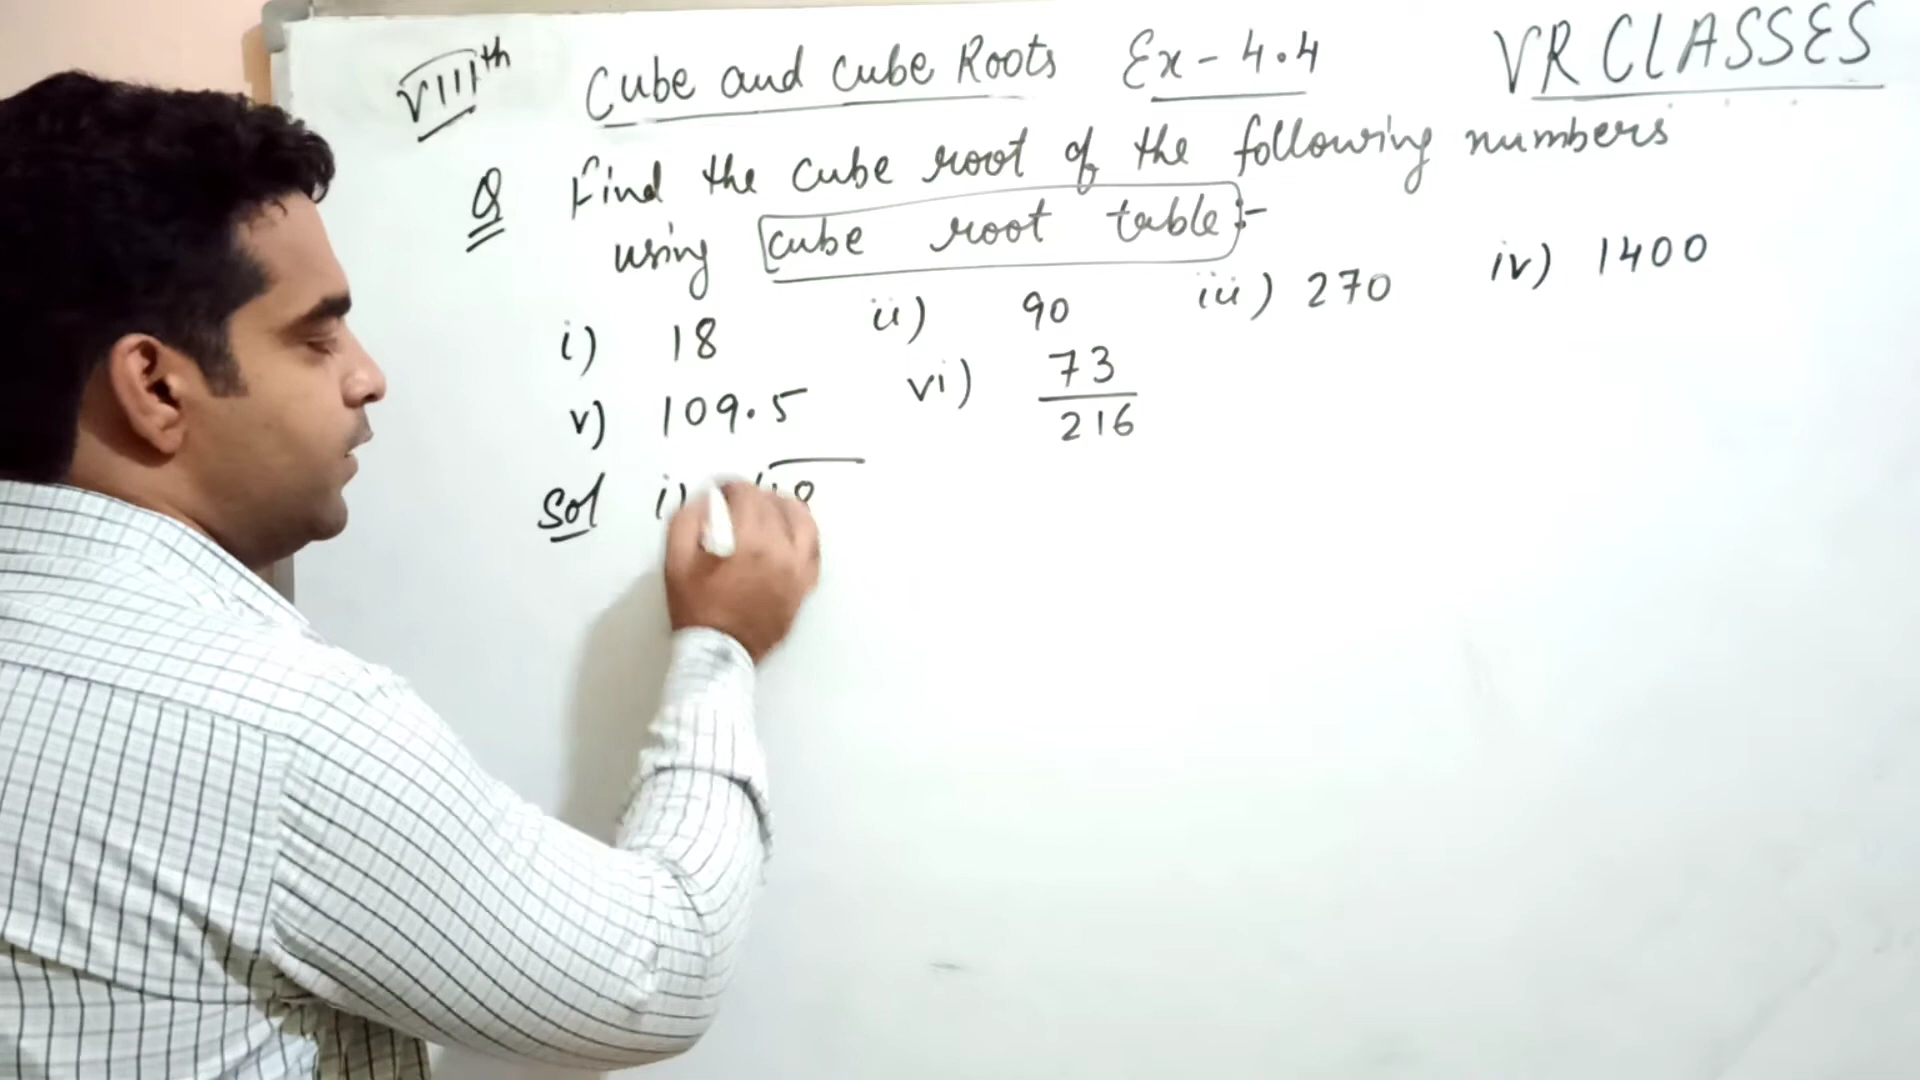 VIIIth Cube and Cube Roots Ex-4.4 VR CLASSES
Q Find the cube root of the following numbers
using cube root table:-
i) 18 ii) 90 iii) 270 iv) 1400
v) 109.5 vi) 73/216
Sol i)